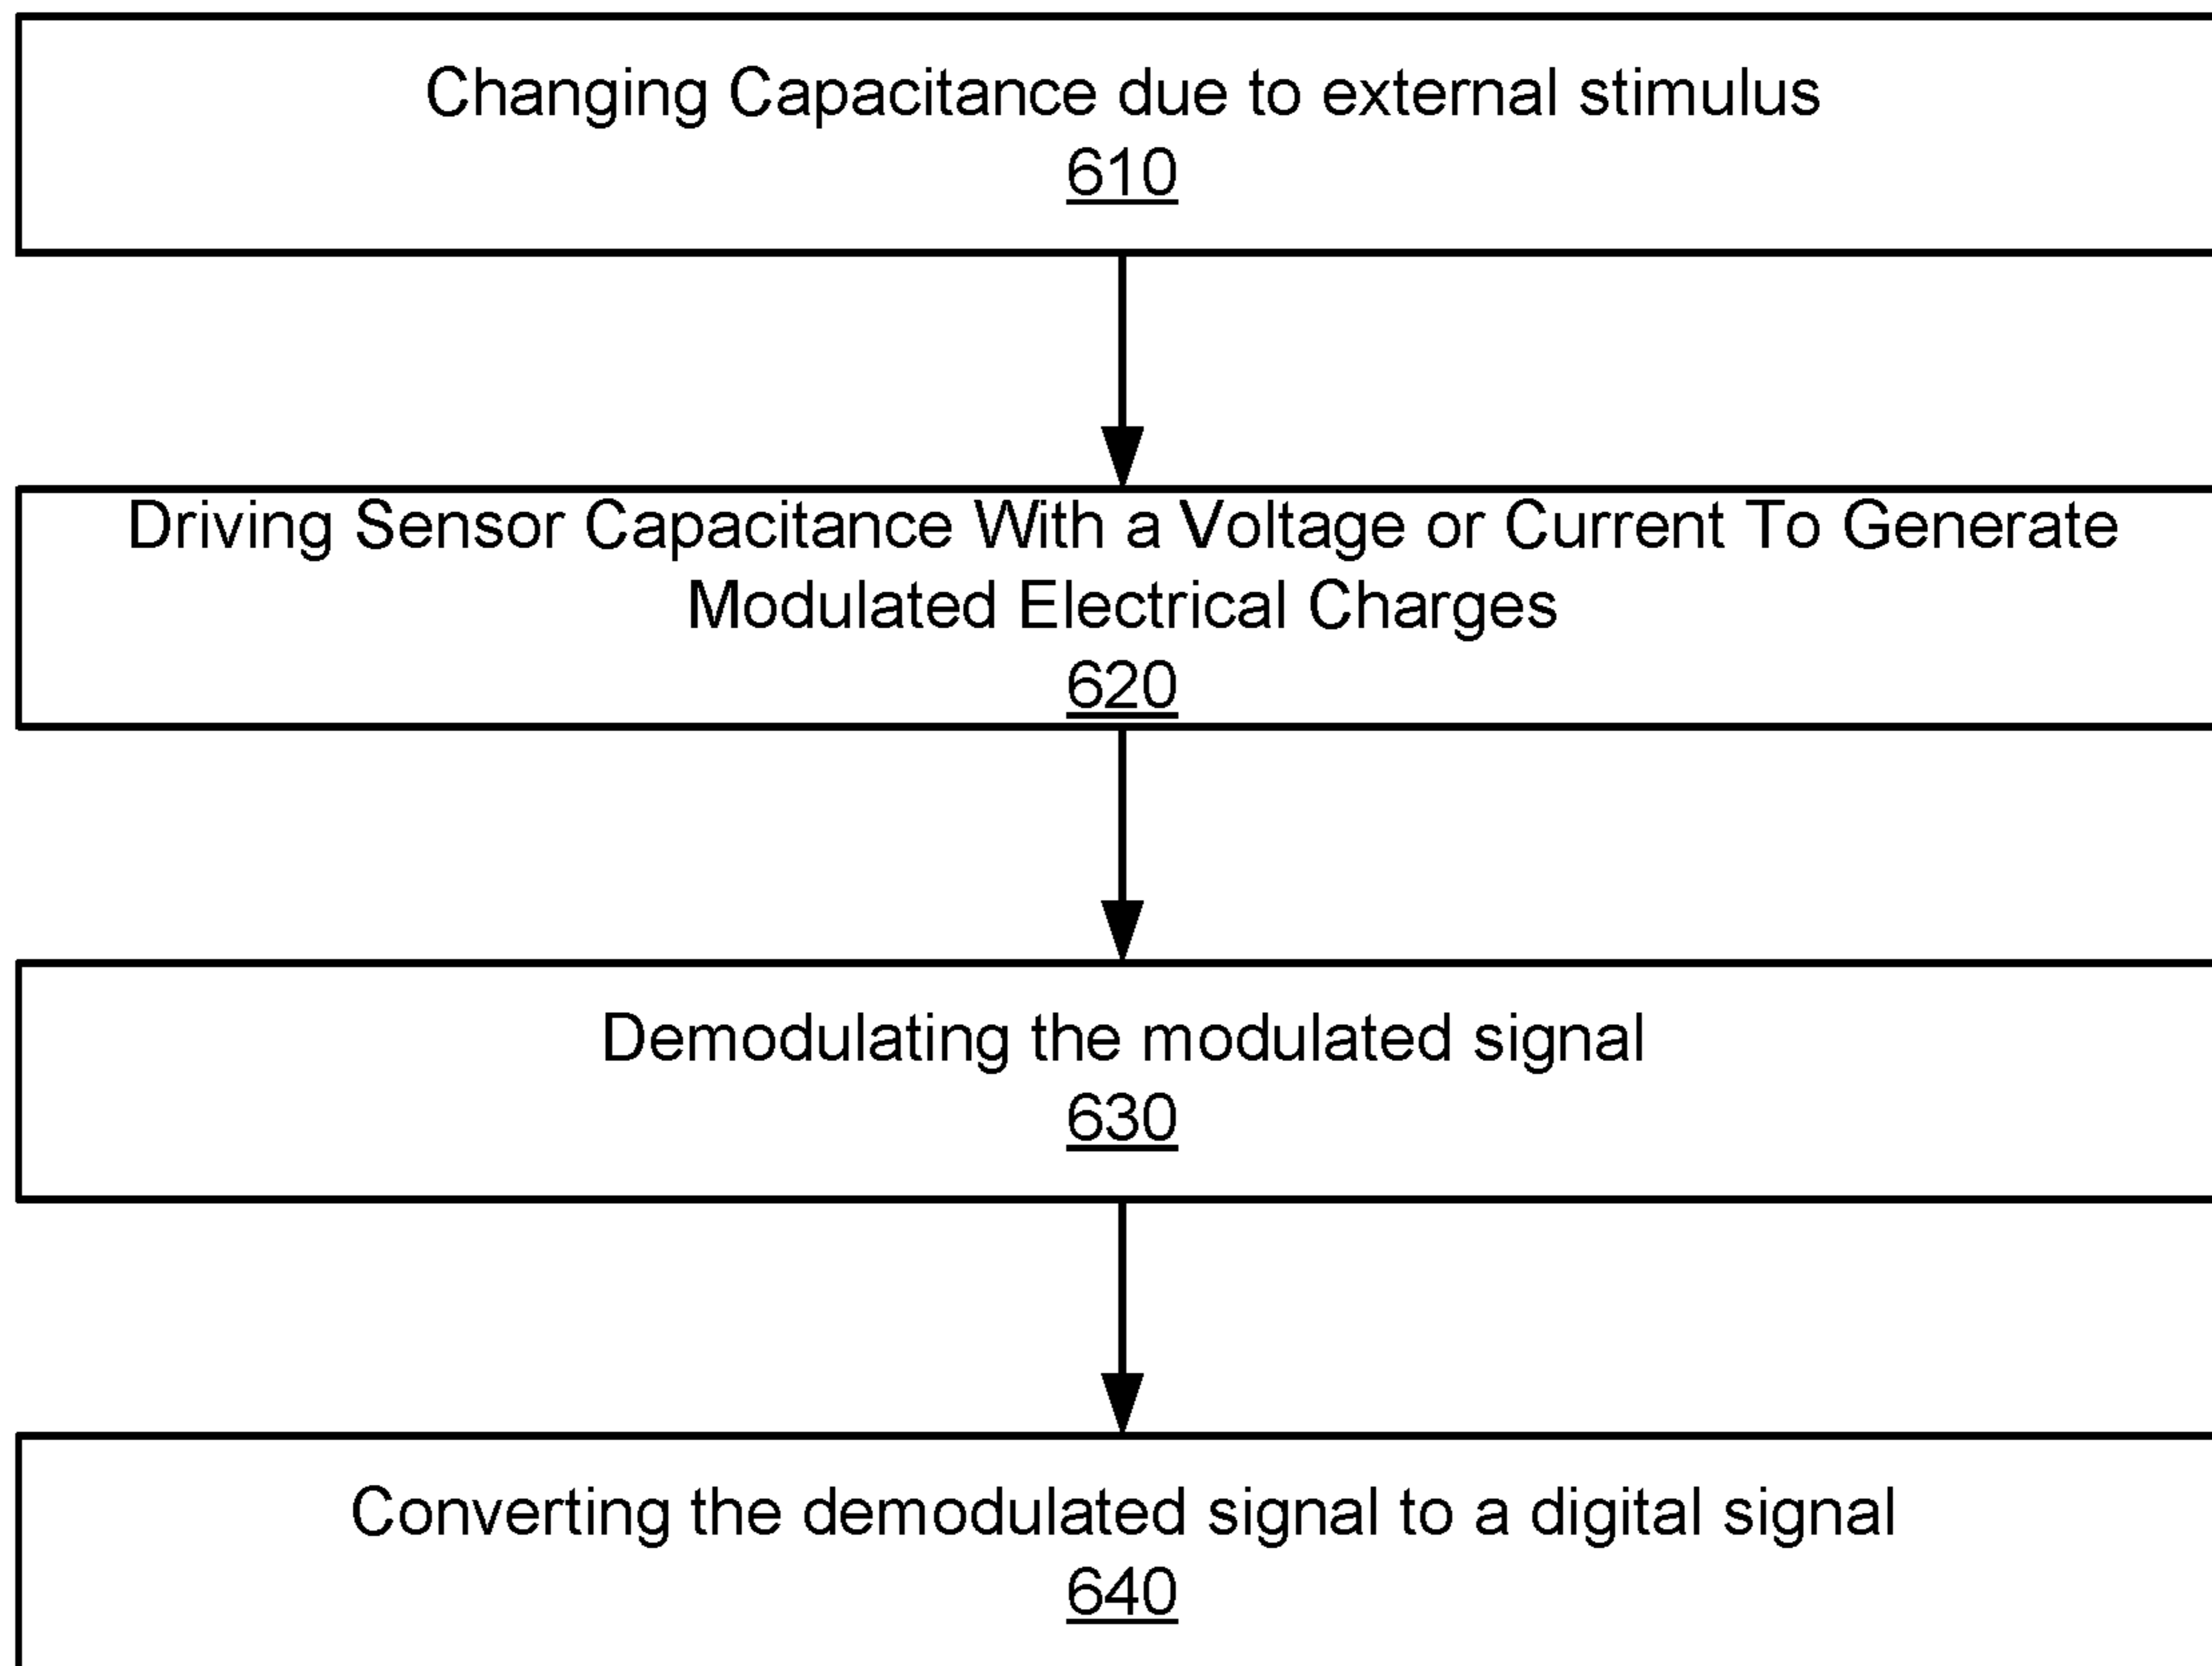 Changing Capacitance due to external stimulus
610
Driving Sensor Capacitance With a Voltage or Current To Generate
Modulated Electrical Charges
620
Demodulating the modulated signal
630
Converting the demodulated signal to a digital signal
640